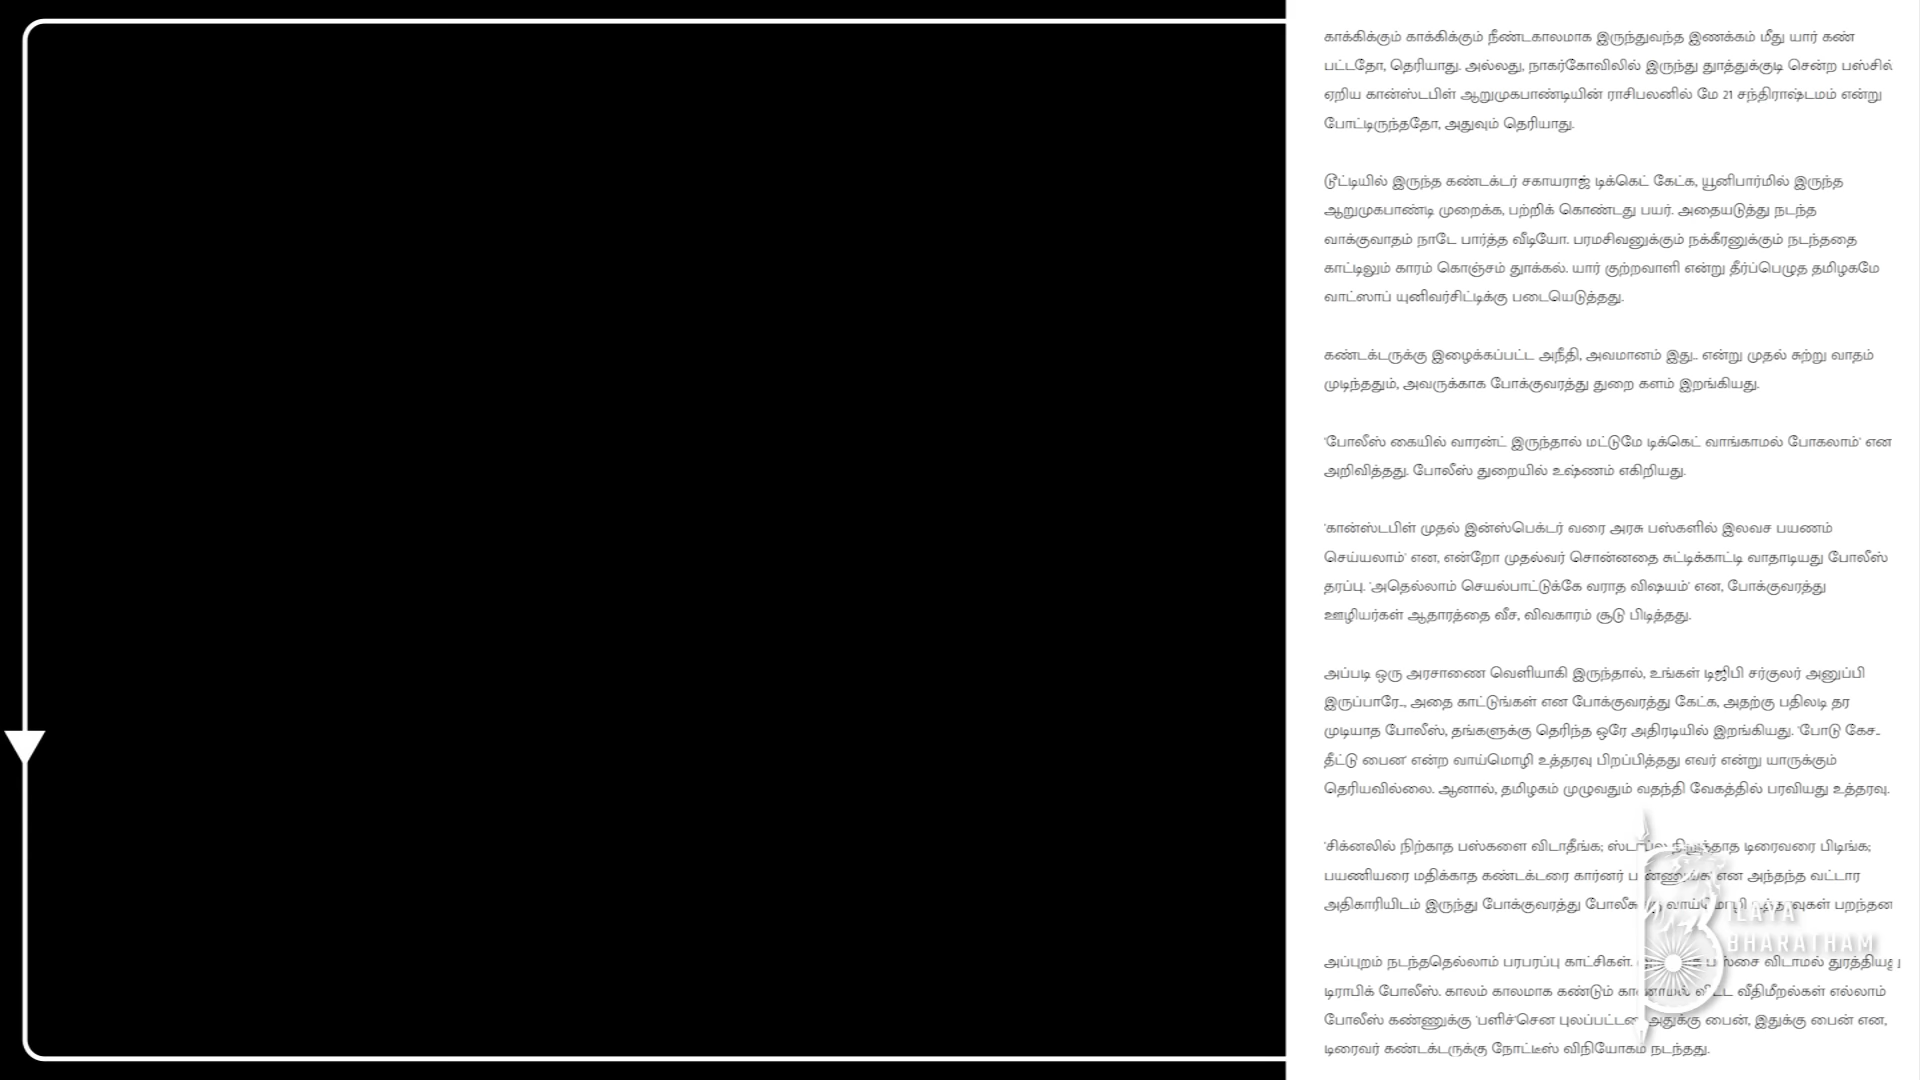 காக்கிக்கும் காக்கிக்கும் நீண்டகாலமாக இருந்துவந்த இணக்கம் மீது யார் கண்
பட்டதோ, தெரியாது. அல்லது, நாகர்கோவிலில் இருந்து தூத்துக்குடி சென்ற பஸ்சில்
ஏறிய கான்ஸ்டபிள் ஆறுமுகபாண்டியின் ராசிபலனில் மே 21 சந்திராஷ்டமம் என்று
போட்டிருந்ததோ, அதுவும் தெரியாது.
டூட்டியில் இருந்த கண்டக்டர் சகாயராஜ் டிக்கெட் கேட்க, யூனிபார்மில் இருந்த
ஆறுமுகபாண்டி முறைக்க, பற்றிக் கொண்டது பயர். அதையடுத்து நடந்த
வாக்குவாதம் நாடே பார்த்த வீடியோ. பரமசிவனுக்கும் நக்கீரனுக்கும் நடந்ததை
காட்டிலும் காரம் கொஞ்சம் தூக்கல். யார் குற்றவாளி என்று தீர்ப்பெழுத தமிழகமே
வாட்ஸாப் யுனிவர்சிட்டிக்கு படையெடுத்தது.
கண்டக்டருக்கு இழைக்கப்பட்ட அநீதி, அவமானம் இது.. என்று முதல் சுற்று வாதம்
முடிந்ததும், அவருக்காக போக்குவரத்து துறை களம் இறங்கியது.
'போலீஸ் கையில் வாரன்ட் இருந்தால் மட்டுமே டிக்கெட் வாங்காமல் போகலாம்' என
அறிவித்தது. போலீஸ் துறையில் உஷ்ணம் எகிறியது.
'கான்ஸ்டபிள் முதல் இன்ஸ்பெக்டர் வரை அரசு பஸ்களில் இலவச பயணம்
செய்யலாம்' என, என்றோ முதல்வர் சொன்னதை சுட்டிக்காட்டி வாதாடியது போலீஸ்
தரப்பு. 'அதெல்லாம் செயல்பாட்டுக்கே வராத விஷயம்' என, போக்குவரத்து
ஊழியர்கள் ஆதாரத்தை வீச, விவகாரம் சூடு பிடித்தது.
அப்படி ஒரு அரசாணை வெளியாகி இருந்தால், உங்கள் டிஜிபி சர்குலர் அனுப்பி
இருப்பாரே.., அதை காட்டுங்கள் என போக்குவரத்து கேட்க, அதற்கு பதிலடி தர
முடியாத போலீஸ், தங்களுக்கு தெரிந்த ஒரே அதிரடியில் இறங்கியது. 'போடு கேச..
தீட்டு பைன' என்ற வாய்மொழி உத்தரவு பிறப்பித்தது எவர் என்று யாருக்கும்
தெரியவில்லை. ஆனால், தமிழகம் முழுவதும் வதந்தி வேகத்தில் பரவியது உத்தரவு.
'சிக்னலில் நிற்காத பஸ்களை விடாதீங்க; நிறுத்தாத டிரைவரை பிடிங்க;
பயணியரை மதிக்காத கண்டக்டரை கார்னர் பண்ணுங்க' என அந்தந்த வட்டார
அதிகாரியிடம் இருந்து போக்குவரத்து வாய்மொழி உத்தரவுகள் பறந்தன
அப்புறம் நடந்ததெல்லாம் பரபரப்பு காட்சிகள். பஸ்சை விடாமல் துரத்தியது
டிராபிக் போலீஸ். காலம் காலமாக கண்டும் காணாமல் விட்ட வீதிமீறல்கள் எல்லாம்
போலீஸ் கண்ணுக்கு 'பளிச்'சென புலப்பட்டன. அதுக்கு பைன், இதுக்கு பைன் என,
டிரைவர் கண்டக்டருக்கு நோட்டீஸ் விநியோகம் நடந்தது.
ILAYA
BHARATHAM